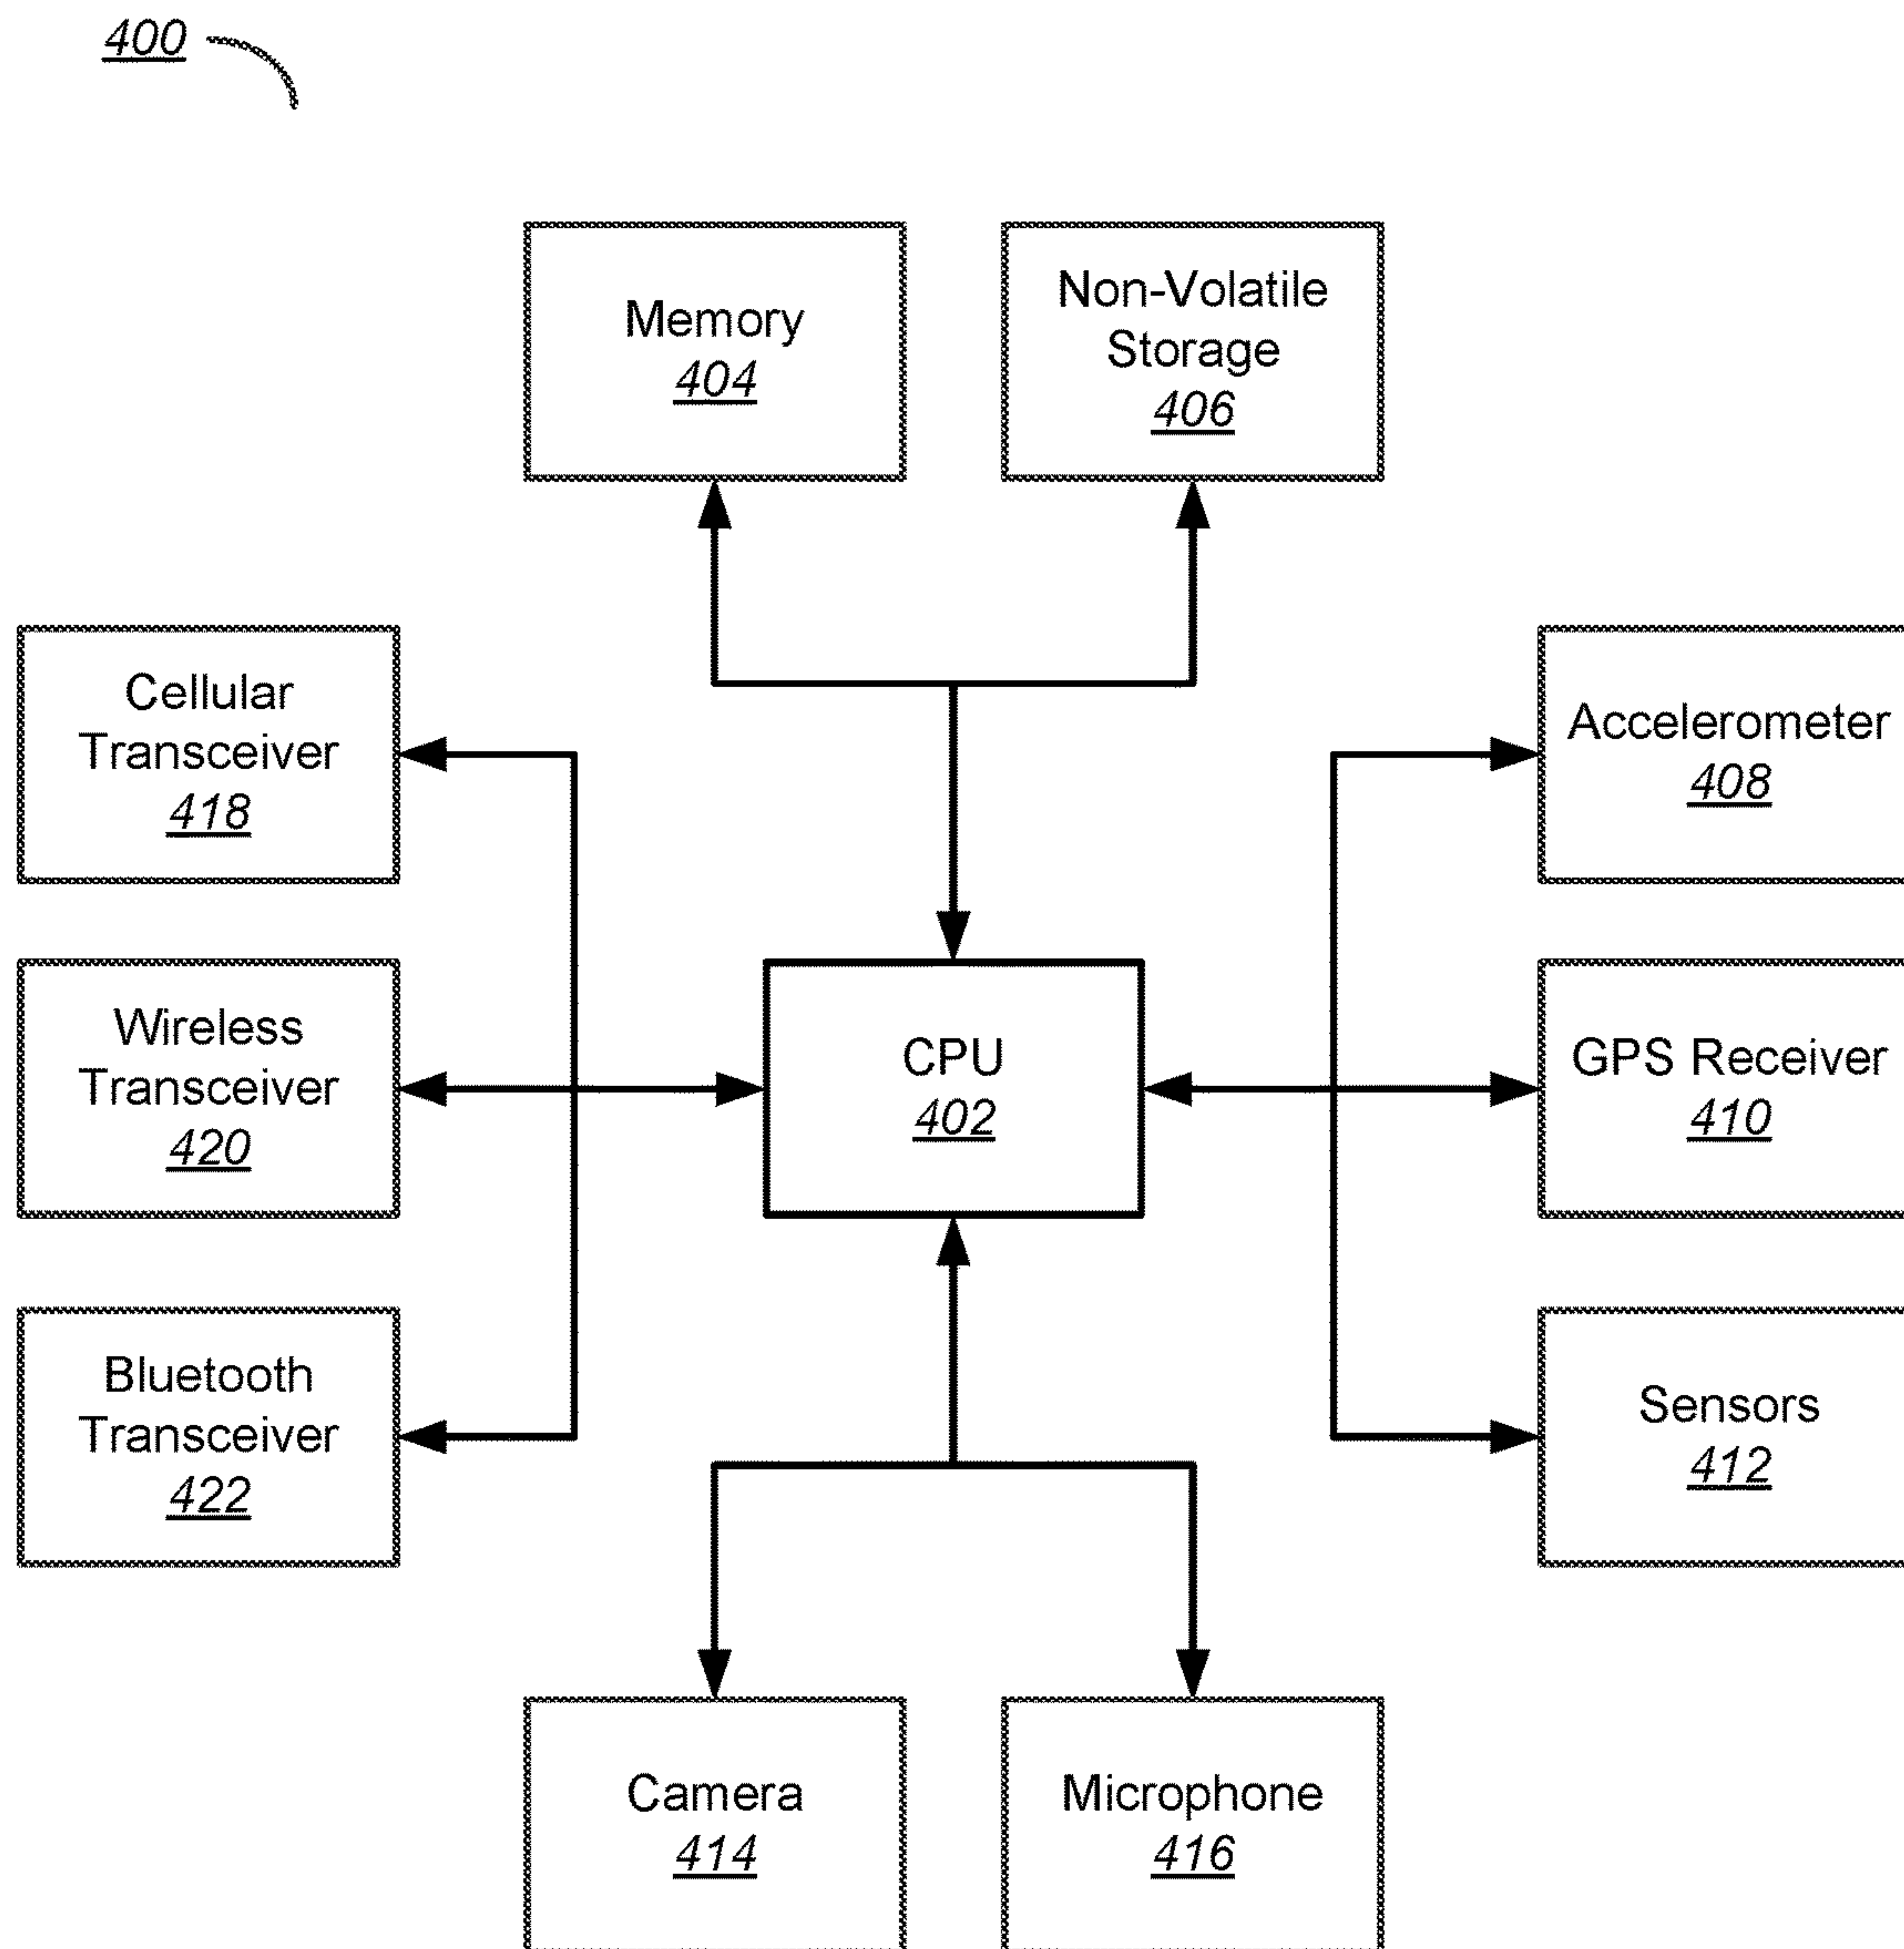 400
Memory
404
Non-Volatile
Storage
406
Cellular
Transceiver
418
Accelerometer
408
Wireless
Transceiver
420
CPU
402
GPS Receiver
410
Bluetooth
Transceiver
422
Sensors
412
Camera
414
Microphone
416